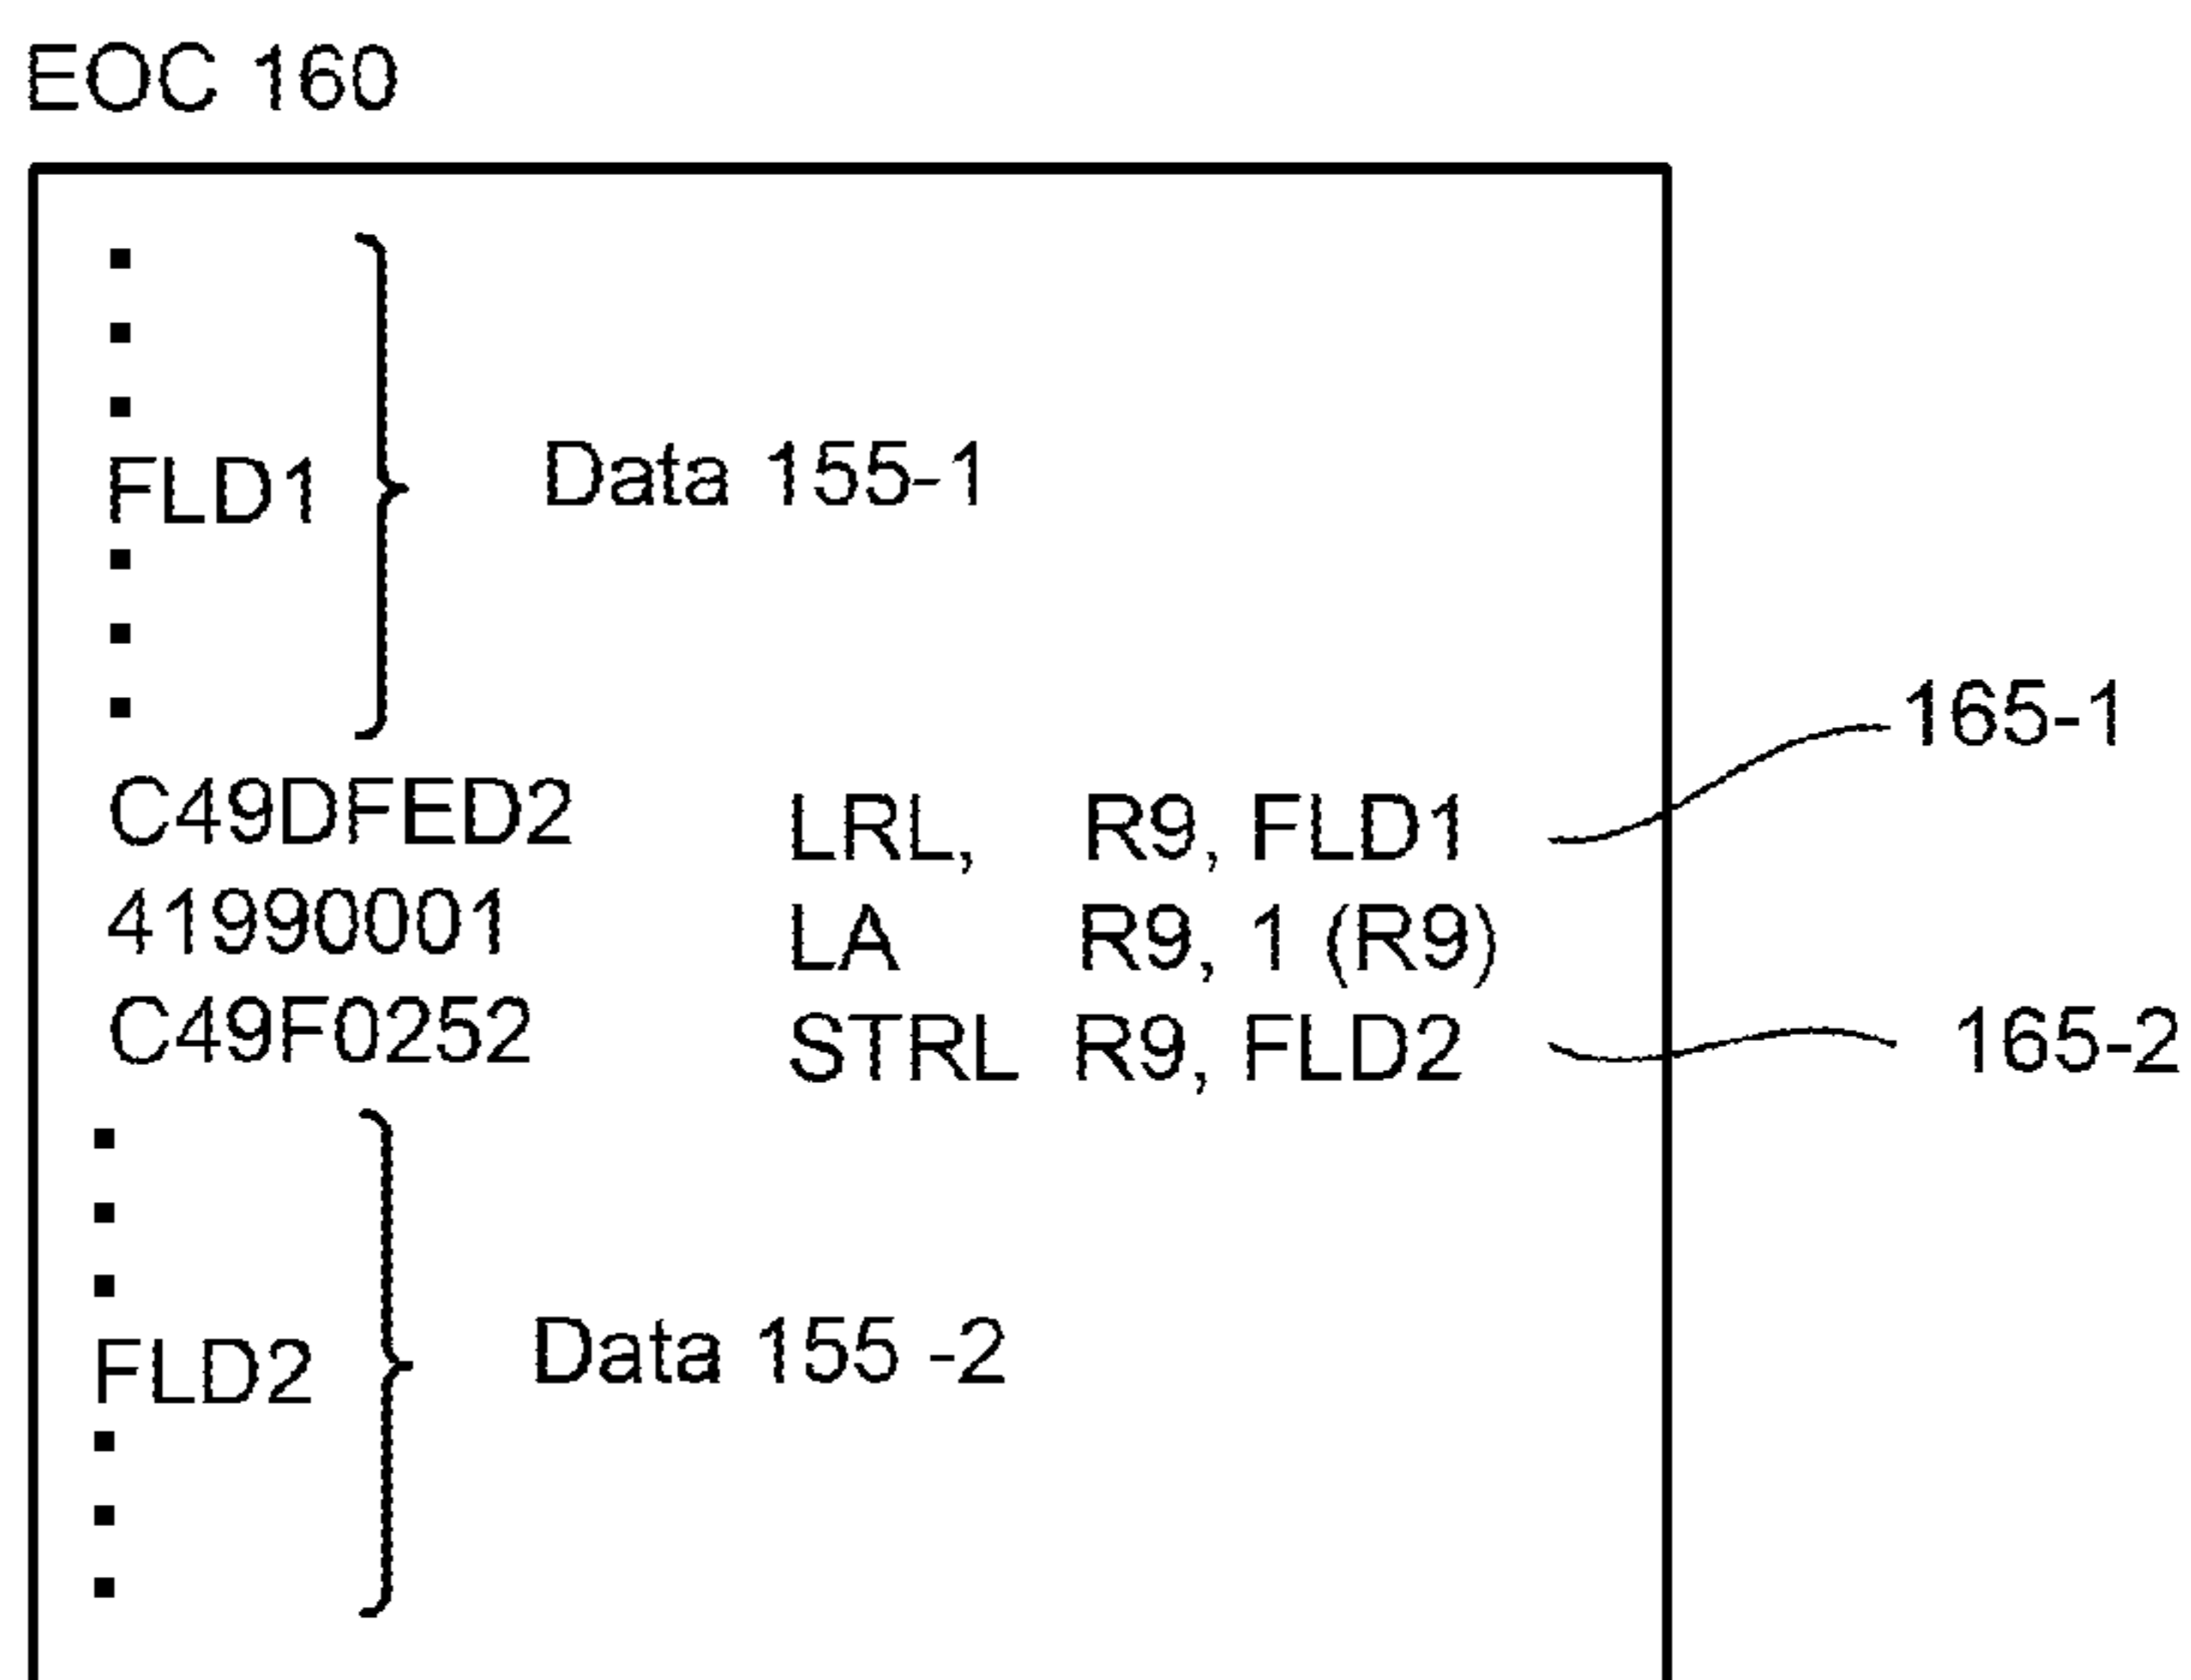 EOC 160
FLD1 Data 155-1
165-1
C49DFED2 LRL, R9, FLD1
41990001 LA R9, 1 (R9)
C49F0252 STRL R9, FLD2 165-2
FLD2 Data 155 -2